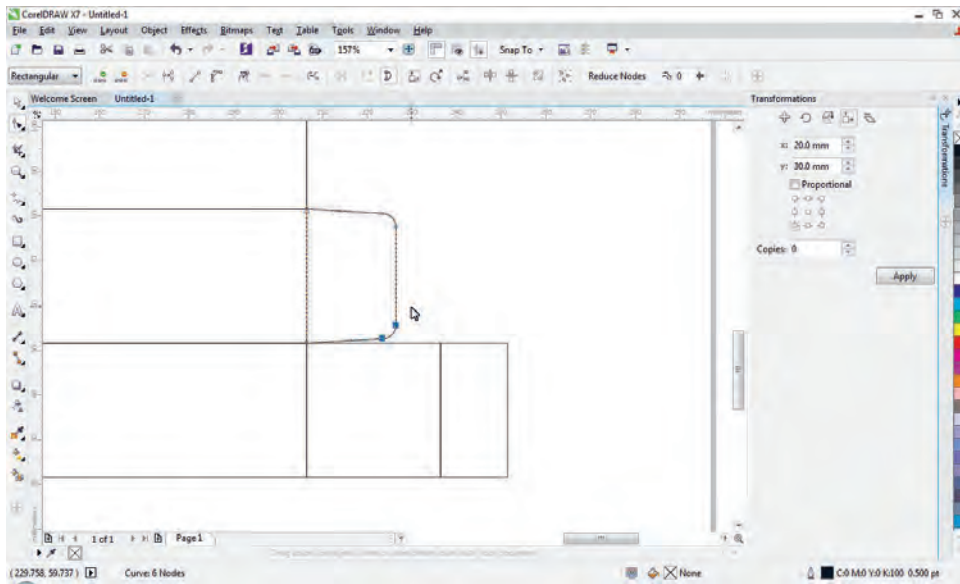 CorelDRAW X7 - Untitled-1
File Edit View Layout Object Effects Bitmaps Text Table Tools Window Help
157% Snap To
Rectangular Reduce Nodes 0
Welcome Screen Untitled-1
Transformations
x: 20.0 mm
y: 30.0 mm
Proportional
Copies: 0
Apply
Transformations
1 of 1 Page 1
(229.758, 59.737) Curve: 6 Nodes None C:0 M:0 Y:0 K:100 0.500 pt